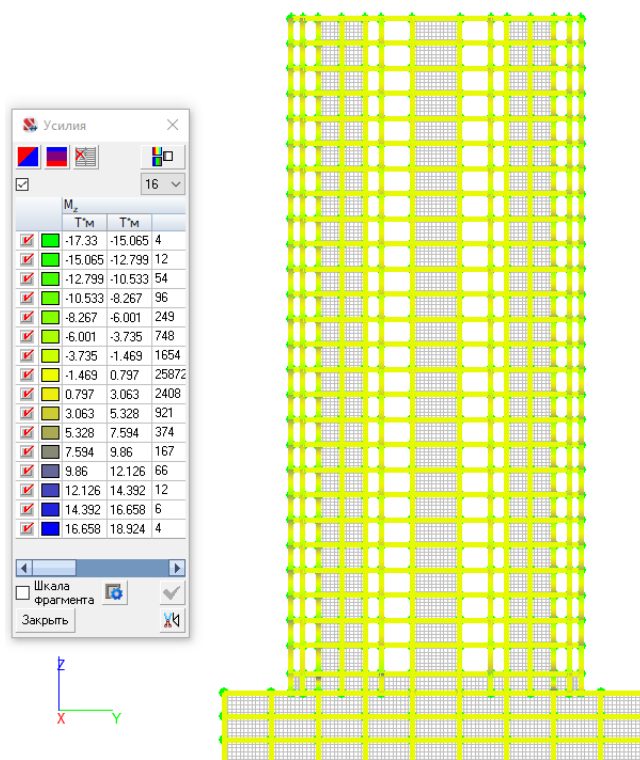 Усилия
16
Mz
Т*м Т*м
-17.33 -15.065 4
-15.065 -12.799 12
-12.799 -10.533 54
-10.533 -8.267 96
-8.267 -6.001 249
-6.001 -3.735 748
-3.735 -1.469 1654
-1.469 0.797 25872
0.797 3.063 2408
3.063 5.328 921
5.328 7.594 374
7.594 9.86 167
9.86 12.126 66
12.126 14.392 12
14.392 16.658 6
16.658 18.924 4
Шкала
фрагмента
Закрыть
Z
X Y